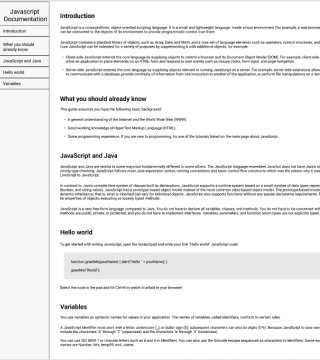 Javascript
Documentation
Introduction
What you should
already know
JavaScript and Java
Hello world
Variables
Introduction
JavaScript is a cross-platform, object-oriented scripting language. It is a small and lightweight language. Inside a host environment (for example, a web browser)
can be connected to the objects of its environment to provide programmatic control over them.
JavaScript contains a standard library of objects, such as Array, Date, and Math, and a core set of language elements such as operators, control structures, and
Core JavaScript can be extended for a variety of purposes by supplementing it with additional objects; for example:
Client-side JavaScript extends the core language by supplying objects to control a browser and its Document Object Model (DOM). For example, client-side
allow an application to place elements on an HTML form and respond to user events such as mouse clicks, form input, and page navigation.
Server-side JavaScript extends the core language by supplying objects relevant to running JavaScript on a server. For example, server-side extensions allow
to communicate with a database, provide continuity of information from one invocation to another of the application, or perform file manipulations on a
What you should already know
This guide assumes you have the following basic background:
A general understanding of the Internet and the World Wide Web (WWW).
Good working knowledge of HyperText Markup Language (HTML).
Some programming experience. If you are new to programming, try one of the tutorials linked on the main page about JavaScript.
JavaScript and Java
JavaScript and Java are similar in some ways but fundamentally different in some others. The JavaScript language resembles Java but does not have Java's
strong type checking. JavaScript follows most Java expression syntax, naming conventions and basic control-flow constructs which was the reason why it was
LiveScript to JavaScript.
In contrast to Java's compile-time system of classes built by declarations, JavaScript supports a runtime system based on a small number of data types
Boolean, and string values. JavaScript has a prototype-based object model instead of the more common class-based object model. The prototype-based
dynamic inheritance; that is, what is inherited can vary for individual objects. JavaScript also supports functions without any special declarative requirements.
be properties of objects, executing as loosely typed methods.
JavaScript is a very free-form language compared to Java. You do not have to declare all variables, classes, and methods. You do not have to be concerned
methods are public, private, or protected, and you do not have to implement interfaces. Variables, parameters, and function return types are not explicitly typed.
Hello world
To get started with writing JavaScript, open the Scratchpad and write your first "Hello world" JavaScript code:
function greetMe(yourName) { alert("Hello " + yourName); }
greetMe("World");
Select the code in the pad and hit Ctrl+R to watch it unfold in your browser!
Variables
You use variables as symbolic names for values in your application. The names of variables, called identifiers, conform to certain rules.
A JavaScript identifier must start with a letter, underscore (_), or dollar sign ($); subsequent characters can also be digits (0-9). Because JavaScript is case
include the characters "A" through "Z" (uppercase) and the characters "a" through "z" (lowercase).
You can use ISO 8859-1 or Unicode letters such as å and ü in identifiers. You can also use the Unicode escape sequences as characters in identifiers. Some
names are Number_hits, temp99, and _name.